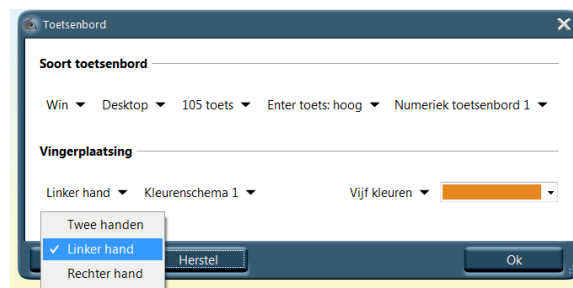 Toetsenbord
Soort toetsenbord
Win Desktop 105 toets Enter toets: hoog Numeriek toetsenbord 1
Vingerplaatsing
Linker hand Kleurenschema 1 Vijf kleuren
Twee handen
Linker hand
Rechter hand
Herstel Ok